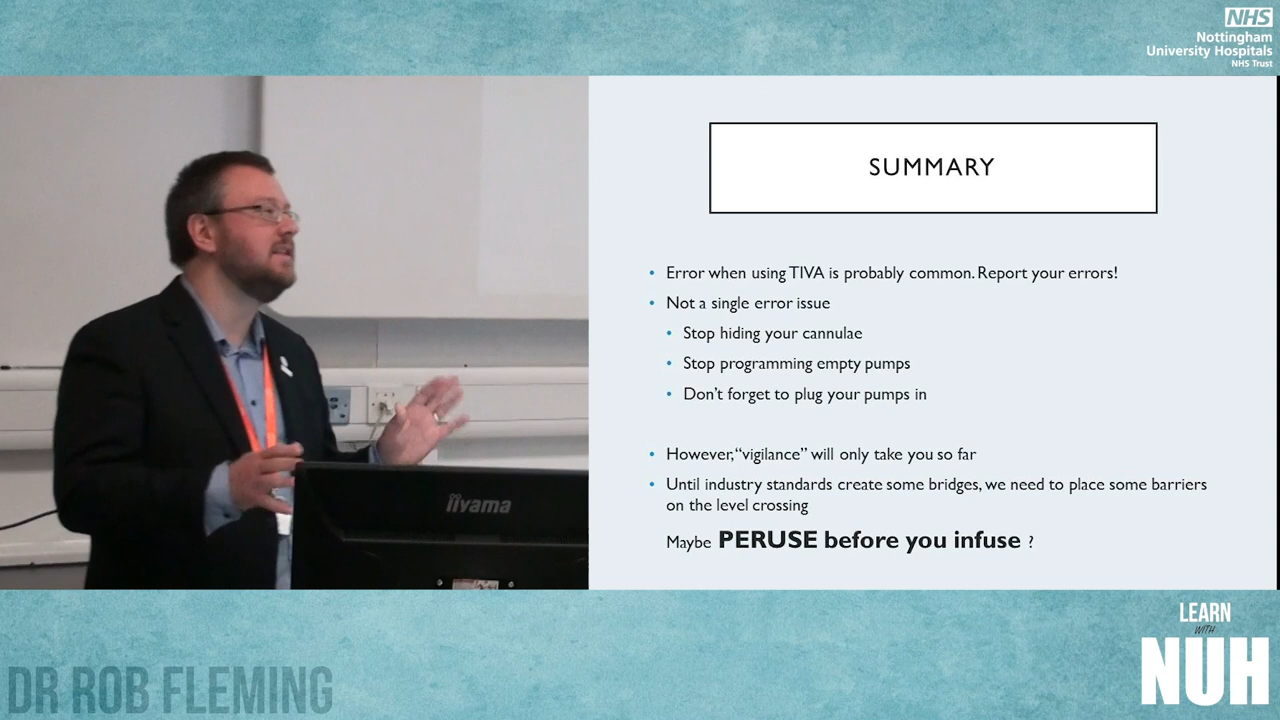 NHS
Nottingham
University Hospitals
NHS Trust
SUMMARY
• Error when using TIVA is probably common. Report your errors!
• Not a single error issue
• Stop hiding your cannulae
• Stop programming empty pumps
• Don't forget to plug your pumps in
• However, "vigilance" will only take you so far
• Until industry standards create some bridges, we need to place some barriers
on the level crossing
Maybe PERUSE before you infuse ?
iiyama
DR ROB FLEMING
LEARN
WITH
NUH